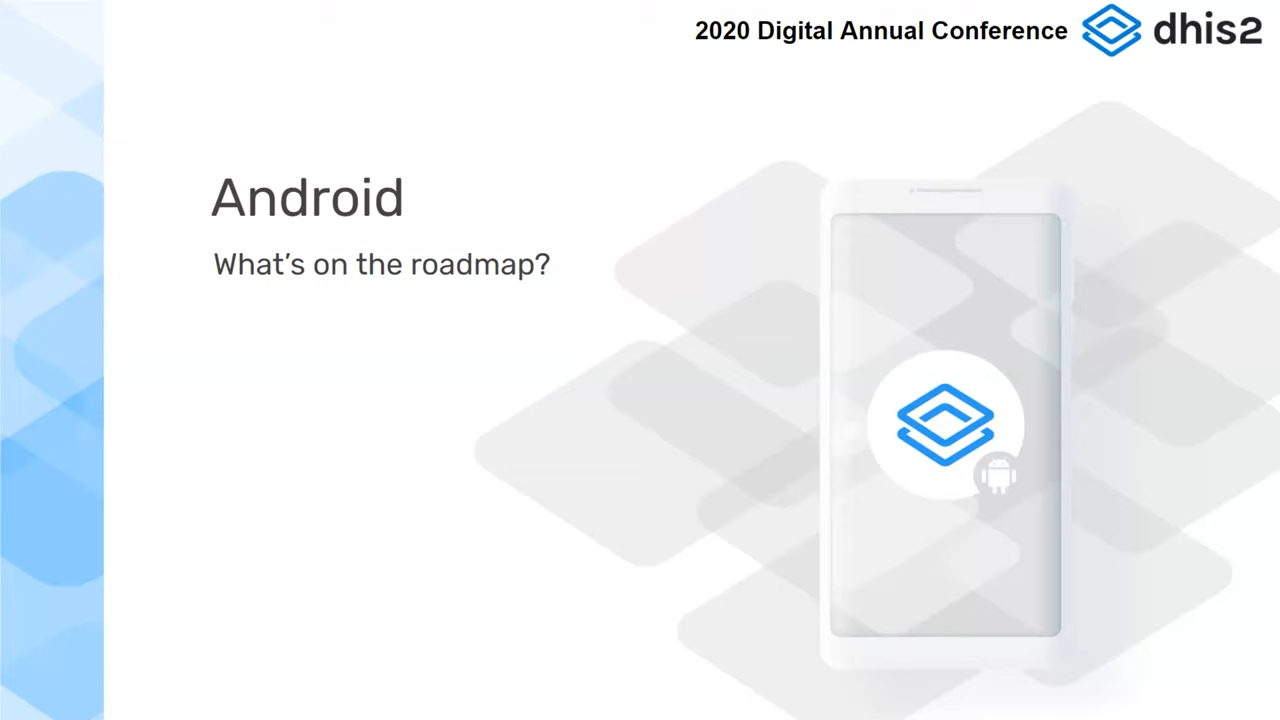 2020 Digital Annual Conference dhis2
Android
What's on the roadmap?